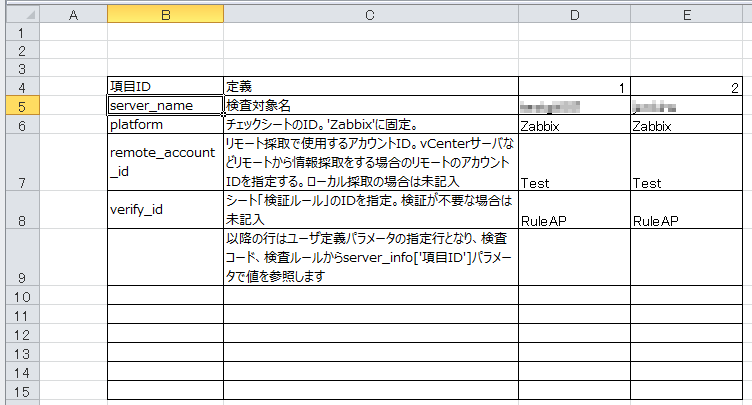 A B C D E
1
2
3
4 項目ID 定義 1 2
5 server_name 検査対象名
6 platform チェックシートのID。'Zabbix'に固定。 Zabbix Zabbix
リモート採取で使用するアカウントID。vCenterサーバな
remote_account どリモートから情報採取をする場合のリモートのアカウント
7 _id IDを指定する。ローカル採取の場合は未記入 Test Test
verify_id シート「検証ルール」のIDを指定。検証が不要な場合は
8 未記入 RuleAP RuleAP
以降の行はユーザ定義パラメータの指定行となり、検査
コード、検査ルールからserver_info['項目ID']パラメー
9 タで値を参照します
10
11
12
13
14
15